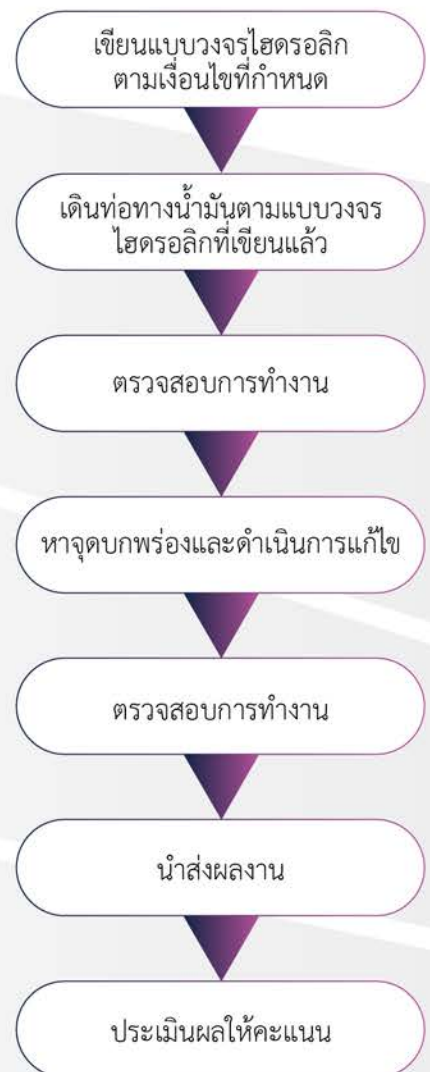 เขียนแบบวงจรไฮดรอลิก
ตามเงื่อนไขที่กำหนด
เดินท่อทางน้ำมันตามแบบวงจร
ไฮดรอลิกที่เขียนแล้ว
ตรวจสอบการทำงาน
หาจุดบกพร่องและดำเนินการแก้ไข
ตรวจสอบการทำงาน
นำส่งผลงาน
ประเมินผลให้คะแนน